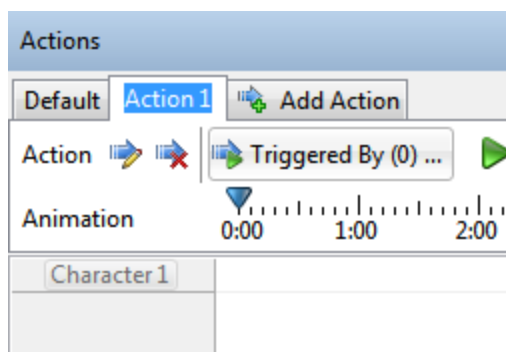 Actions
Default Action 1 Add Action
Action Triggered By (0) ...
Animation 0:00 1:00 2:00
Character 1